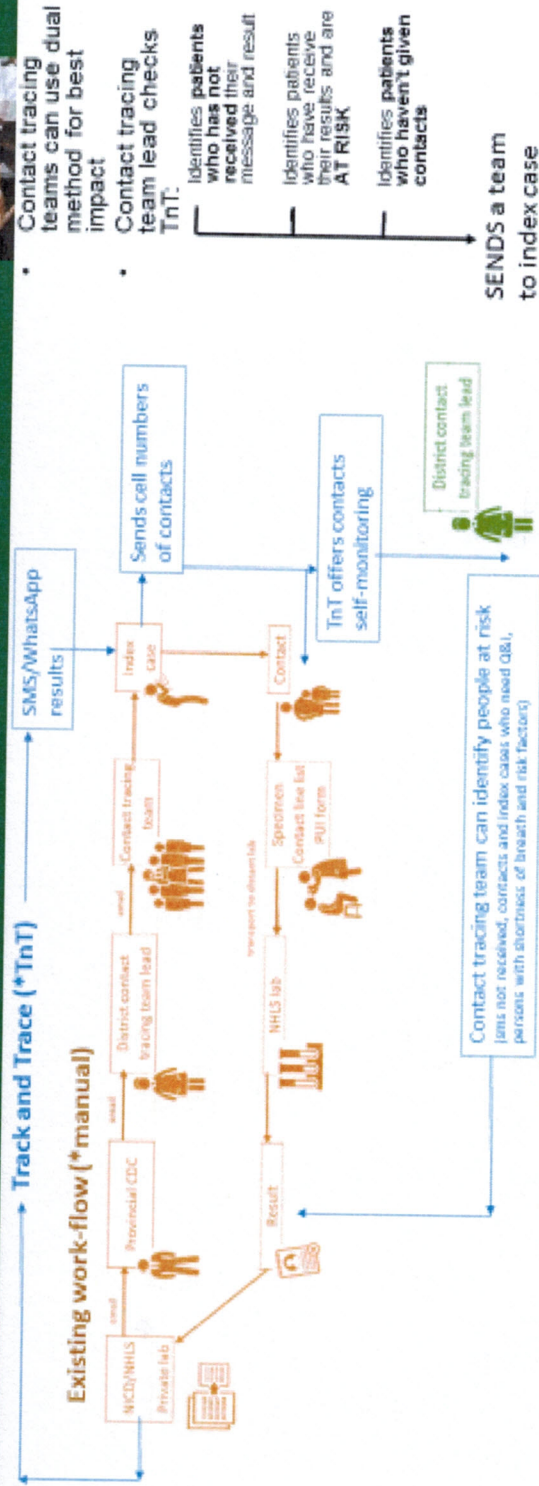 Track and Trace (*TnT)
SMS/WhatsApp
results
Existing work-flow (*manual)
NICD/NHLS
Private lab
email
Provincial CDC
email
District contact
tracing team lead
email
Contact tracing
team
Index
case
Sends cell numbers
of contacts
Contact
Specimen
Contact line list
PUI form
transport to
NHLS lab
Result
TnT offers contacts
self-monitoring
District contact
tracing team lead
Contact tracing team can identify people at risk
(sms not received, contacts and index cases who need Q&I,
persons with shortness of breath and risk factors)
• Contact tracing
teams can use dual
method for best
impact
• Contact tracing
team lead checks
TnT:
Identifies patients
who has not
received their
message and result
Identifies patients
who have receive
their results and are
AT RISK
Identifies patients
who haven't given
contacts
SENDS a team
to index case